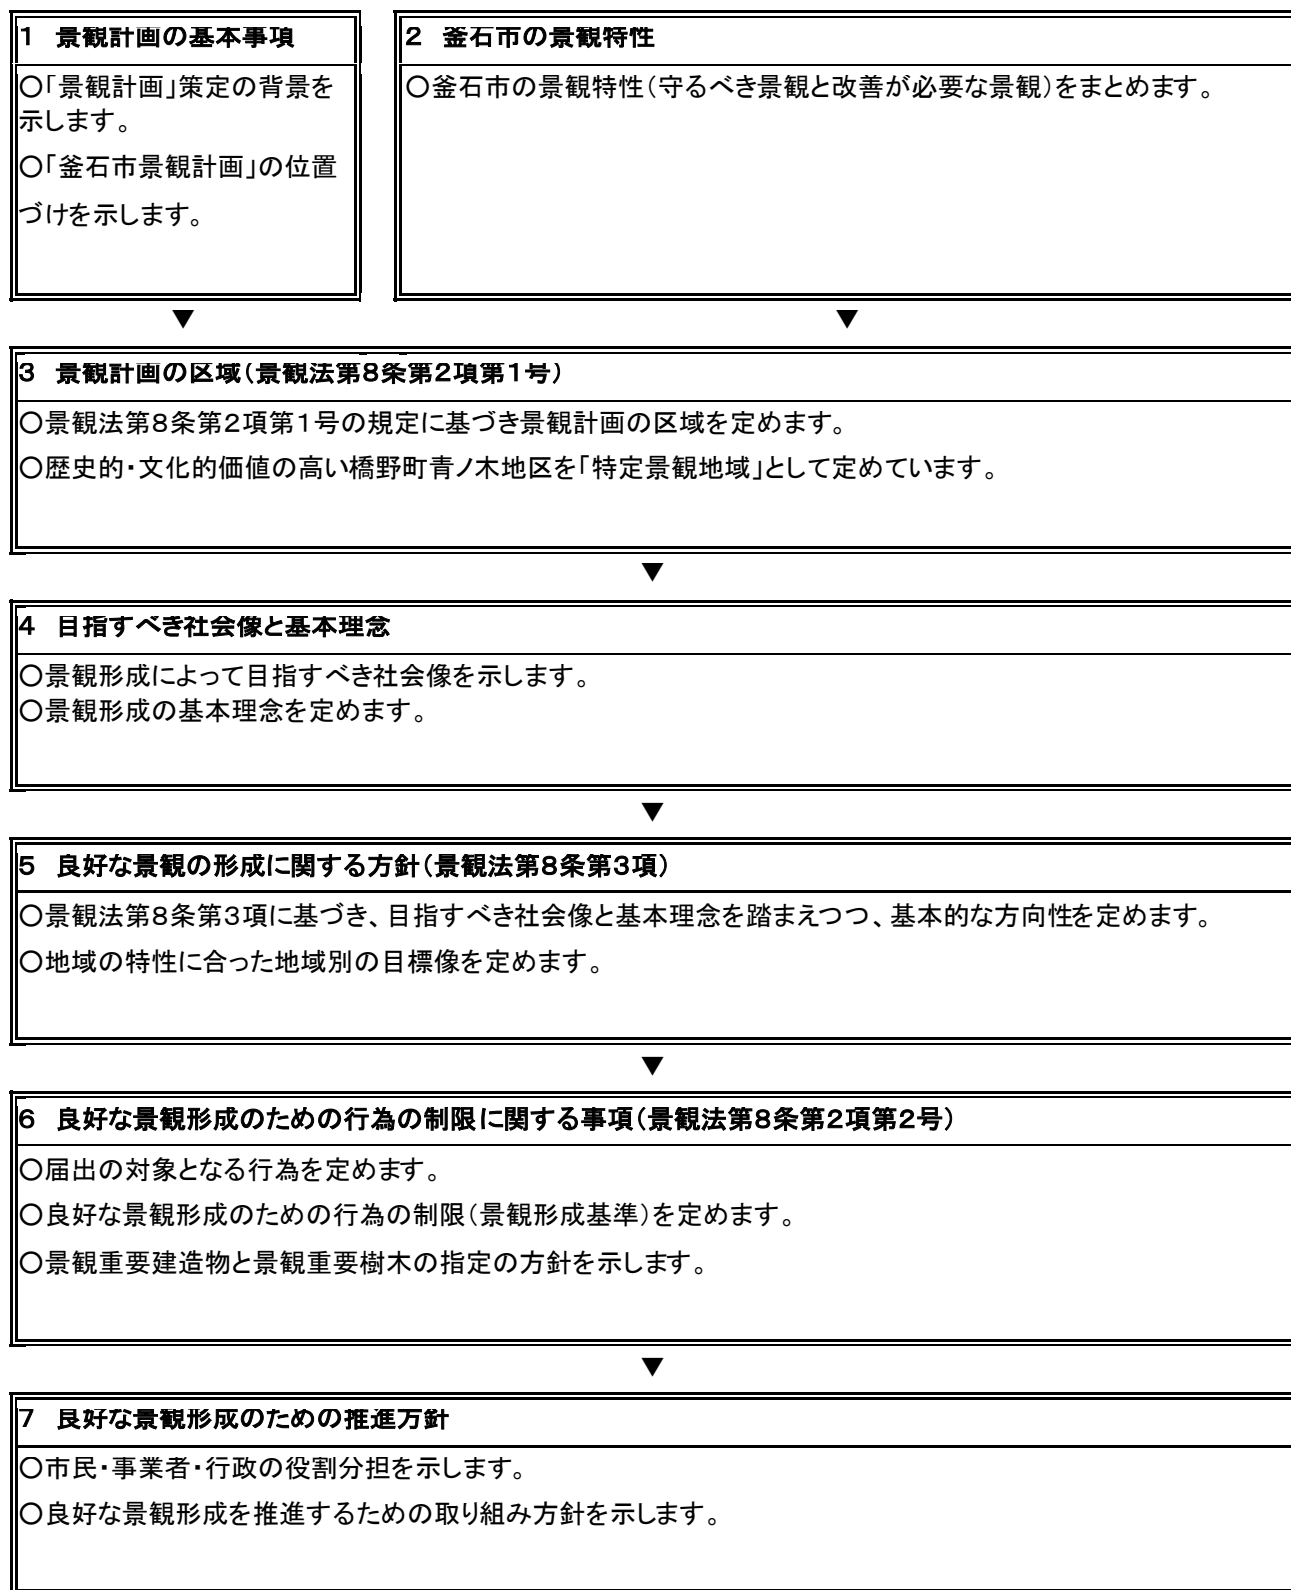 1 景観計画の基本事項
〇「景観計画」策定の背景を
示します。
〇「釜石市景観計画」の位置
づけを示します。
2 釜石市の景観特性
〇釜石市の景観特性（守るべき景観と改善が必要な景観）をまとめます。
▼
▼
3 景観計画の区域（景観法第８条第２項第１号）
〇景観法第８条第２項第１号の規定に基づき景観計画の区域を定めます。
〇歴史的・文化的価値の高い橋野町青ノ木地区を「特定景観地域」として定めています。
▼
4 目指すべき社会像と基本理念
〇景観形成によって目指すべき社会像を示します。
〇景観形成の基本理念を定めます。
▼
5 良好な景観の形成に関する方針（景観法第８条第３項）
〇景観法第８条第３項に基づき、目指すべき社会像と基本理念を踏まえつつ、基本的な方向性を定めます。
〇地域の特性に合った地域別の目標像を定めます。
▼
6 良好な景観形成のための行為の制限に関する事項（景観法第８条第２項第２号）
〇届出の対象となる行為を定めます。
〇良好な景観形成のための行為の制限（景観形成基準）を定めます。
〇景観重要建造物と景観重要樹木の指定の方針を示します。
▼
7 良好な景観形成のための推進方針
〇市民・事業者・行政の役割分担を示します。
〇良好な景観形成を推進するための取り組み方針を示します。